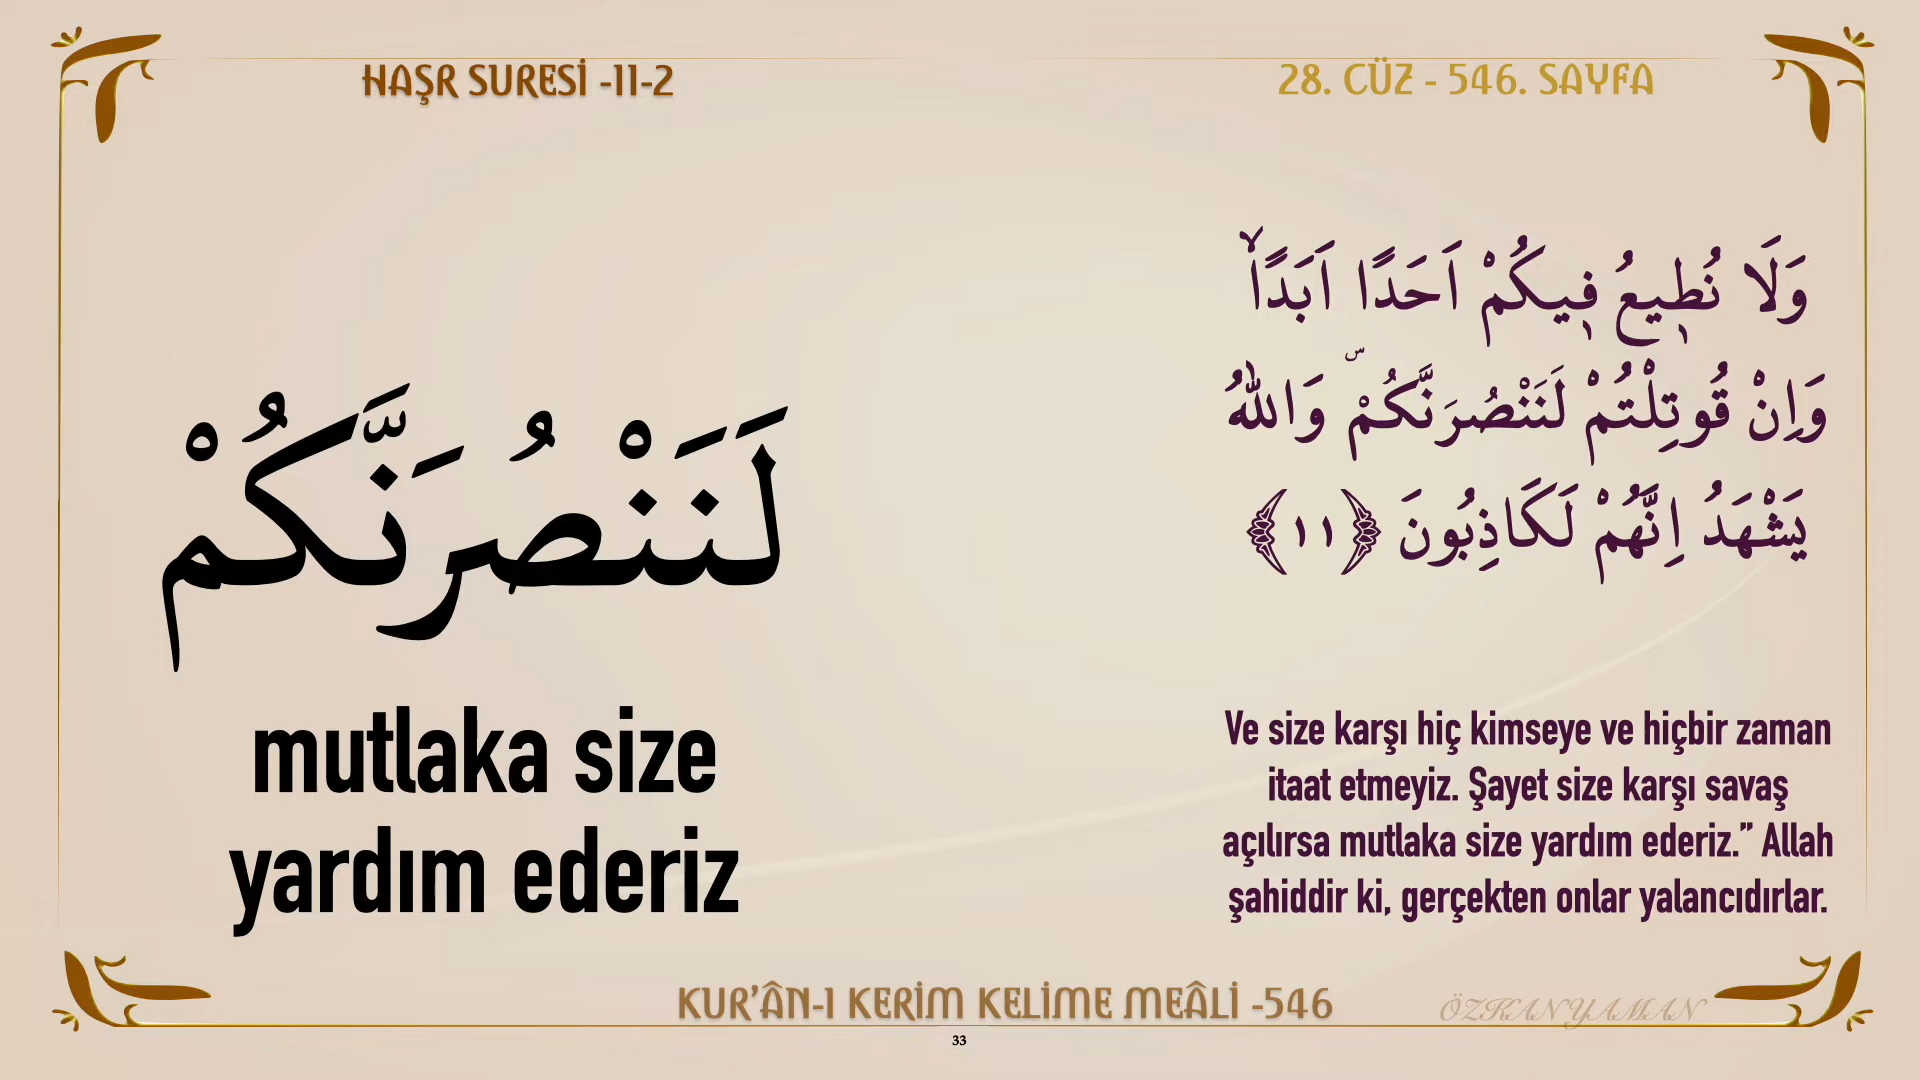 HAŞR SURESİ -11-2
28. CÜZ - 546. SAYFA
لَنَنْصُرَنَّكُمْ
mutlaka size
yardım ederiz
وَلَا نُطٖيعُ فٖيكُمْ اَحَدًا اَبَدًاۙ
وَاِنْ قُوتِلْتُمْ لَنَنْصُرَنَّكُمْۜ وَاللّٰهُ
يَشْهَدُ اِنَّهُمْ لَكَاذِبُونَ ﴿١١﴾
Ve size karşı hiç kimseye ve hiçbir zaman
itaat etmeyiz. Şayet size karşı savaş
açılırsa mutlaka size yardım ederiz.” Allah
şahiddir ki, gerçekten onlar yalancıdırlar.
KUR’ÂN-I KERİM KELİME MEÂLİ -546
ÖZKAN YAMAN
33